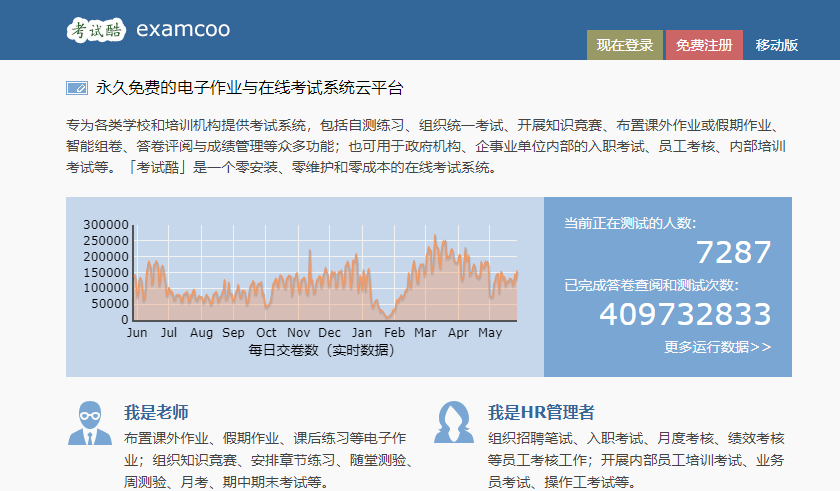 考试酷 examcoo
现在登录 免费注册 移动版
永久免费的电子作业与在线考试系统云平台
专为各类学校和培训机构提供考试系统，包括自测练习、组织统一考试、开展知识竞赛、布置课外作业或假期作业、
智能组卷、答卷评阅与成绩管理等众多功能；也可用于政府机构、企事业单位内部的入职考试、员工考核、内部培训
考试等。「考试酷」是一个零安装、零维护和零成本的在线考试系统。
300000
250000
200000
150000
100000
50000
0
Jun Jul Aug Sep Oct Nov Dec Jan Feb Mar Apr May
每日交卷数（实时数据）
当前正在测试的人数：
7287
已完成答卷查阅和测试次数：
409732833
更多运行数据>>
我是老师
布置课外作业、假期作业、课后练习等电子作
业；组织知识竞赛、安排章节练习、随堂测验、
周测验、月考、期中期末考试等。
我是HR管理者
组织招聘笔试、入职考试、月度考核、绩效考核
等员工考核工作；开展内部员工培训考试、业务
员考试、操作工考试等。